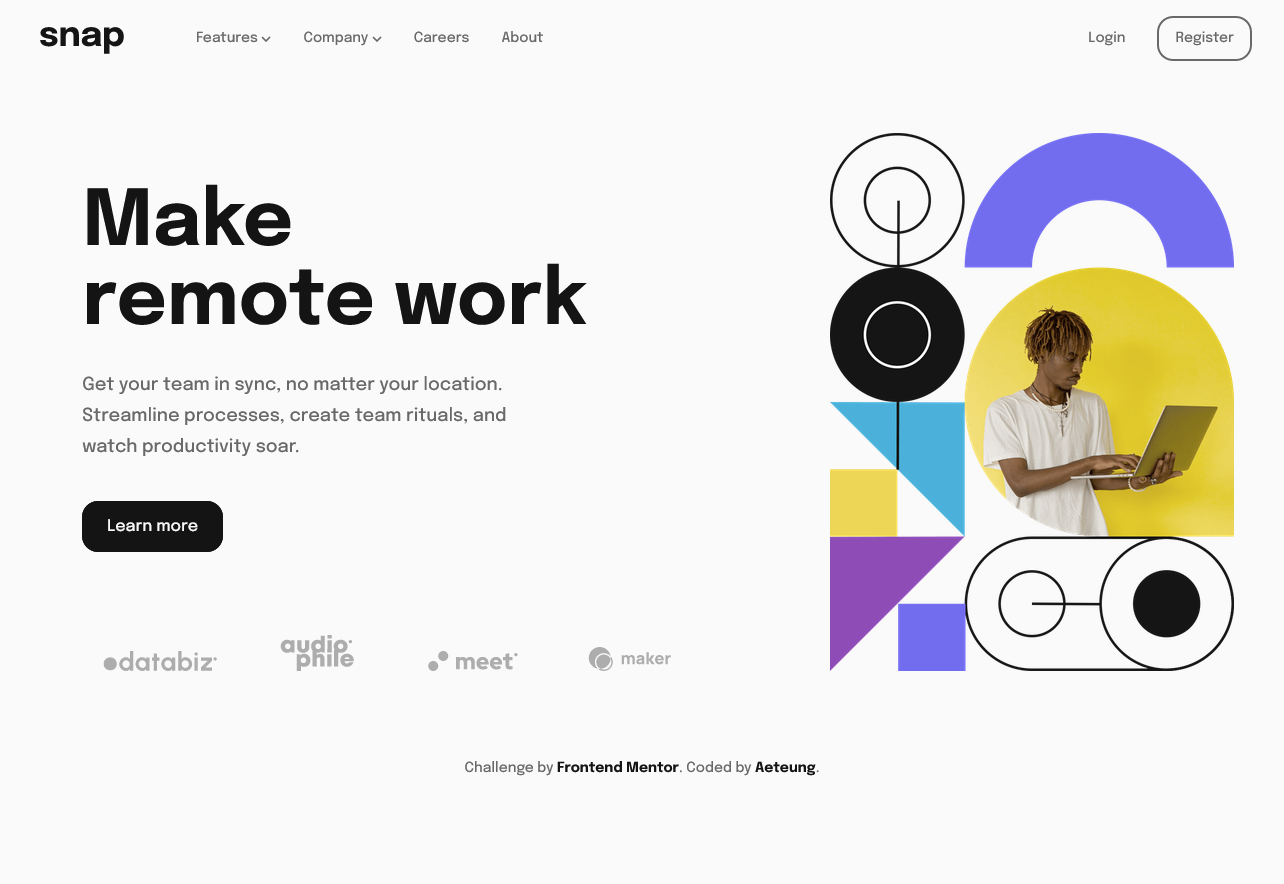 snap
Features
Company
Careers
About
Login
Register
Make
remote work
Get your team in sync, no matter your location.
Streamline processes, create team rituals, and
watch productivity soar.
Learn more
databiz
audio
phile
meet
maker
Challenge by Frontend Mentor. Coded by Aeteung.